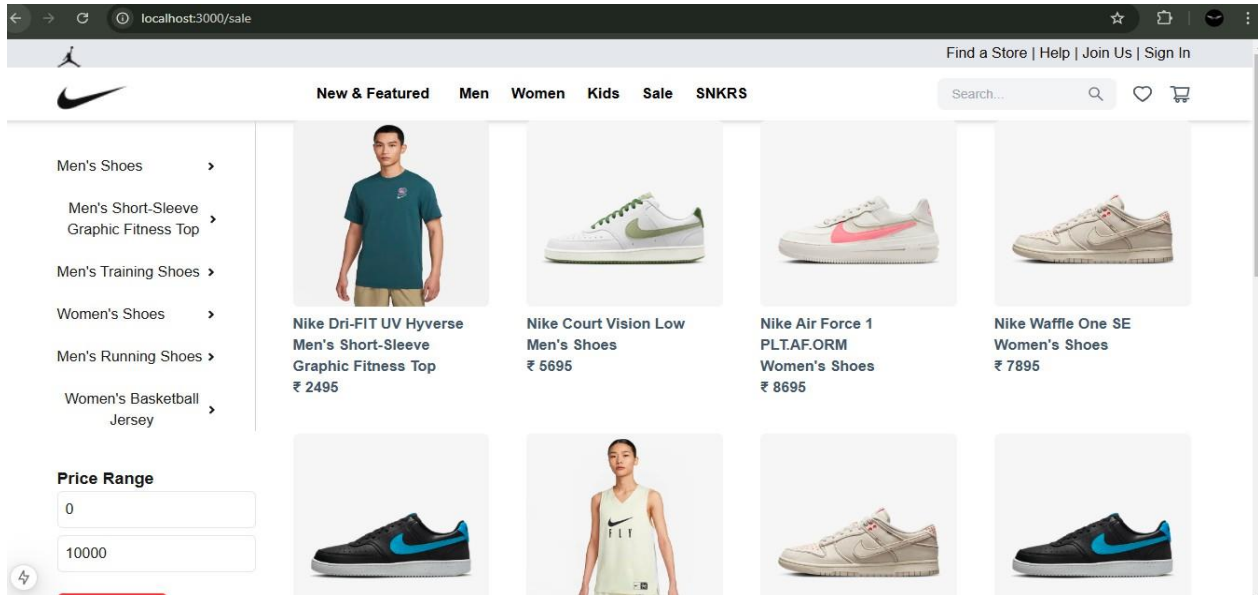 localhost:3000/sale
Find a Store | Help | Join Us | Sign In
New & Featured Men Women Kids Sale SNKRS
Search...
Men's Shoes
Men's Short-Sleeve
Graphic Fitness Top
Men's Training Shoes
Women's Shoes
Men's Running Shoes
Women's Basketball
Jersey
Price Range
0
10000
Nike Dri-FIT UV Hyverse
Men's Short-Sleeve
Graphic Fitness Top
₹ 2495
Nike Court Vision Low
Men's Shoes
₹ 5695
Nike Air Force 1
PLT.AF.ORM
Women's Shoes
₹ 8695
Nike Waffle One SE
Women's Shoes
₹ 7895
FLY